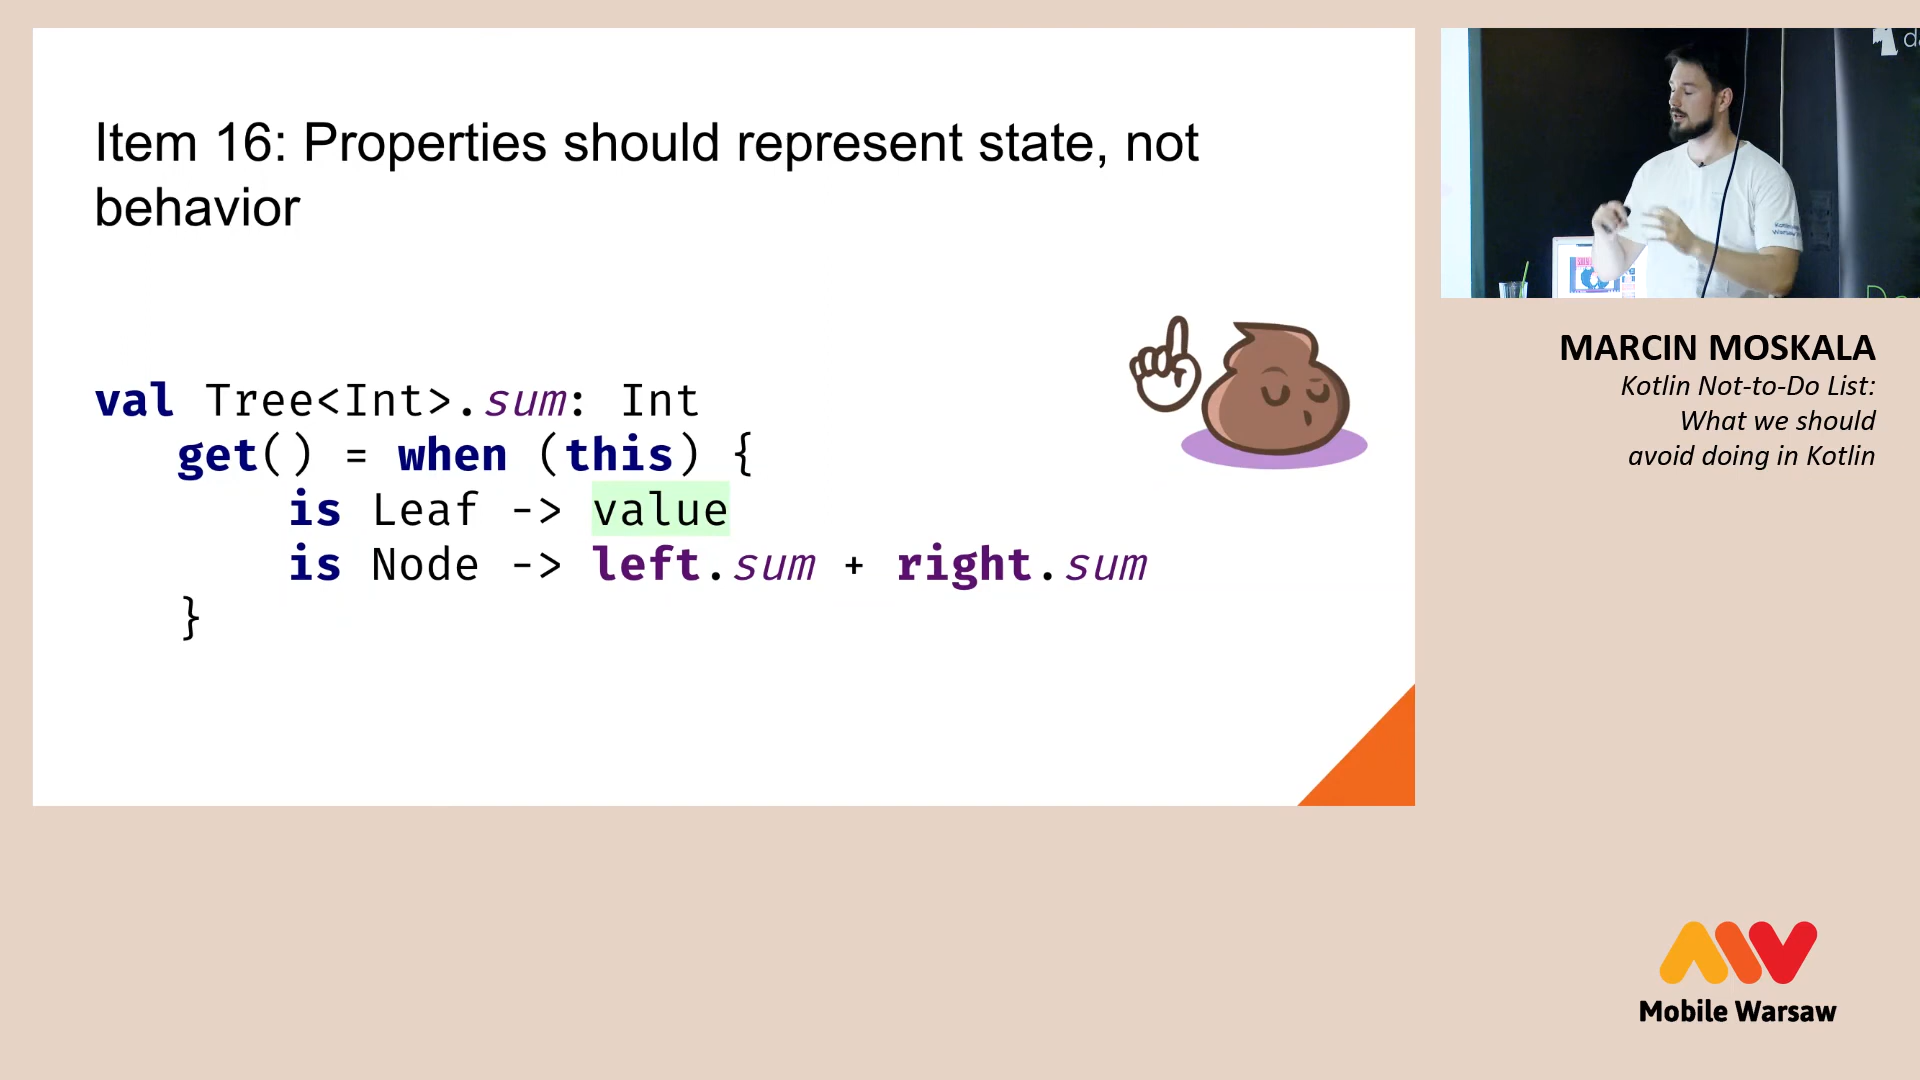 Item 16: Properties should represent state, not
behavior
val Tree<Int>.sum: Int
get() = when (this) {
is Leaf -> value
is Node -> left.sum + right.sum
}
MARCIN MOSKALA
Kotlin Not-to-Do List:
What we should
avoid doing in Kotlin
Mobile Warsaw